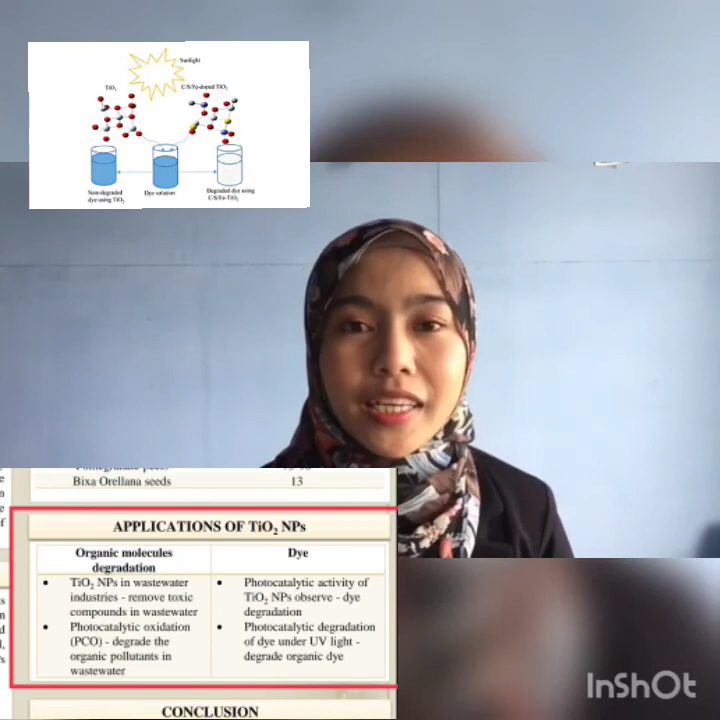 Sunlight
TiO₂
C/S/Fe-doped TiO₂
Non-degraded
dye using TiO₂
Dye solution
Degraded dye using
C/S/Fe-TiO₂
Bixa Orellana seeds 13
APPLICATIONS OF TiO₂ NPs
Organic molecules
degradation
Dye
• TiO₂ NPs in wastewater
industries - remove toxic
compounds in wastewater
• Photocatalytic oxidation
(PCO) - degrade the
organic pollutants in
wastewater
• Photocatalytic activity of
TiO₂ NPs observe - dye
degradation
• Photocatalytic degradation
of dye under UV light -
degrade organic dye
CONCLUSION
InShOt